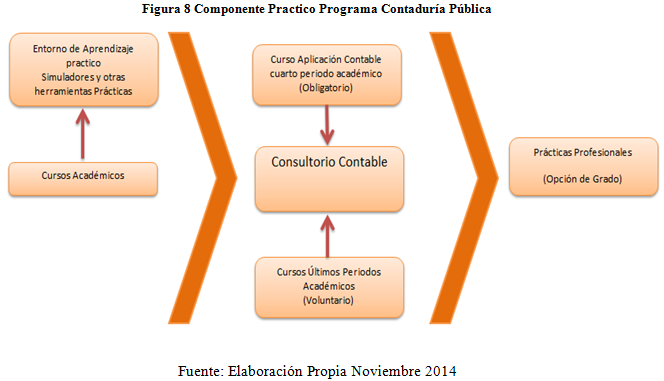 Figura 8 Componente Practico Programa Contaduría Pública
Entorno de Aprendizaje
practico
Simuladores y otras
herramientas Prácticas
Cursos Académicos
Curso Aplicación Contable
cuarto periodo académico
(Obligatorio)
Consultorio Contable
Cursos Últimos Periodos
Académicos
(Voluntario)
Prácticas Profesionales
(Opción de Grado)
Fuente: Elaboración Propia Noviembre 2014